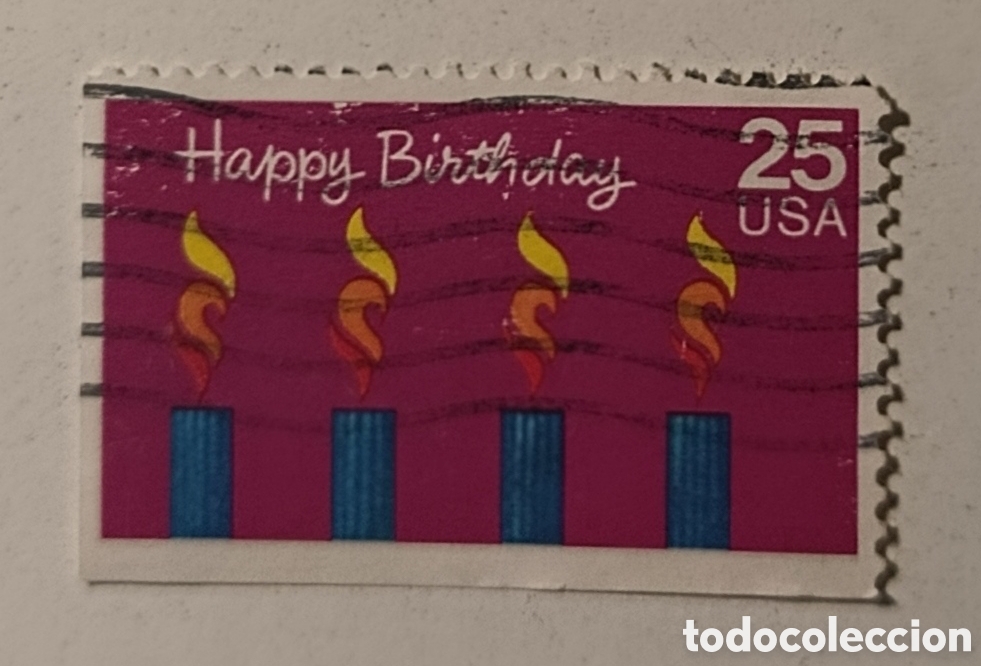 Happy Birthday
25
USA
todocoleccion